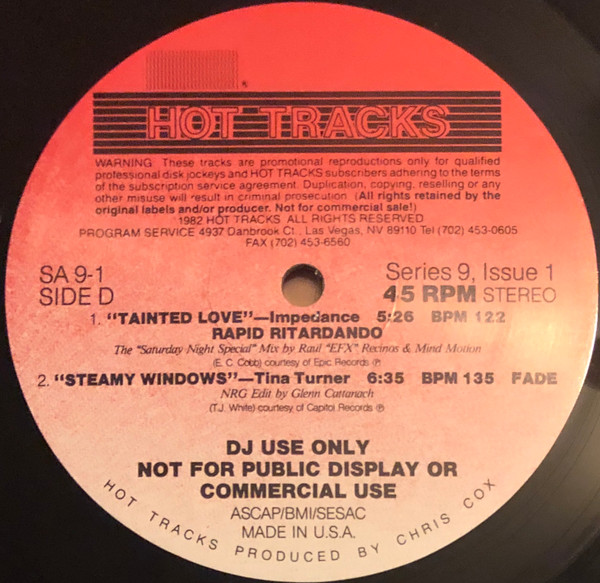 HOT TRACKS
WARNING: These tracks are promotional reproductions only for qualified
professional disk jockeys and HOT TRACKS subscribers adhering to the terms
of the subscription service agreement. Duplication, copying, reselling or any
other misuse will result in criminal prosecution. (All rights retained by the
original labels and/or producer. Not for commercial sale!)
1982 HOT TRACKS ALL RIGHTS RESERVED
PROGRAM SERVICE 4937 Danbrook Ct., Las Vegas, NV 89110 Tel (702) 453-0605
FAX (702) 453-6560
SA 9-1
SIDE D
Series 9, Issue 1
45 RPM STEREO
1. "TAINTED LOVE"—Impedance 5:26 BPM 122
RAPID RITARDANDO
The "Saturday Night Special" Mix by Raul "EFX" Recinos & Mind Motion
(E. C. Cobb) courtesy of Epic Records ℗
2. "STEAMY WINDOWS"—Tina Turner 6:35 BPM 135 FADE
NRG Edit by Glenn Cattanach
(T.J. White) courtesy of Capitol Records ℗
DJ USE ONLY
NOT FOR PUBLIC DISPLAY OR
COMMERCIAL USE
ASCAP/BMI/SESAC
MADE IN U.S.A.
HOT TRACKS PRODUCED BY CHRIS COX